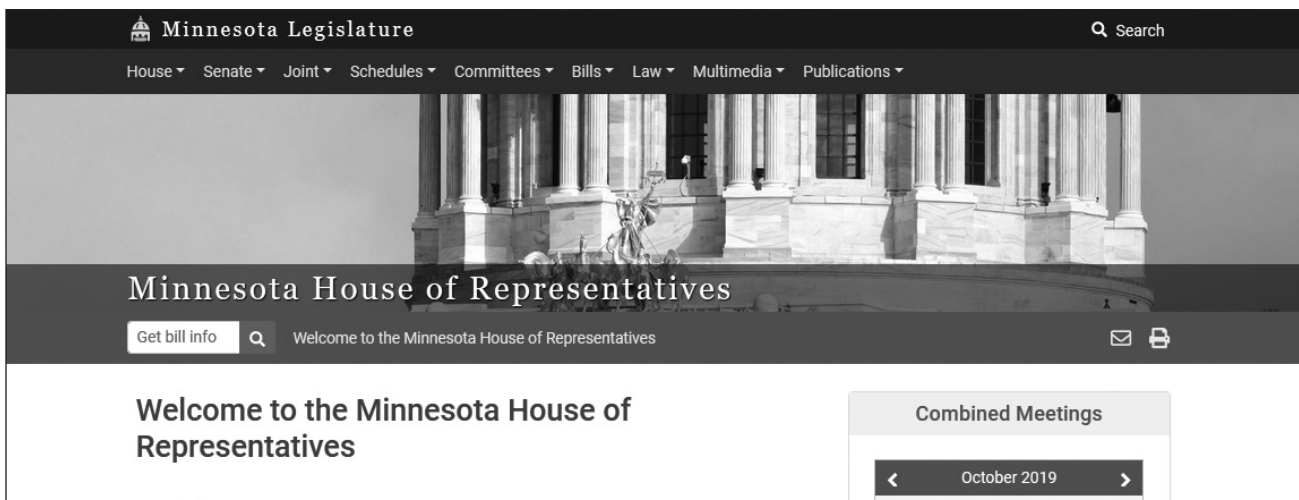 Minnesota Legislature
Search
House Senate Joint Schedules Committees Bills Law Multimedia Publications
Minnesota House of Representatives
Get bill info
Welcome to the Minnesota House of Representatives
Welcome to the Minnesota House of
Representatives
Combined Meetings
October 2019